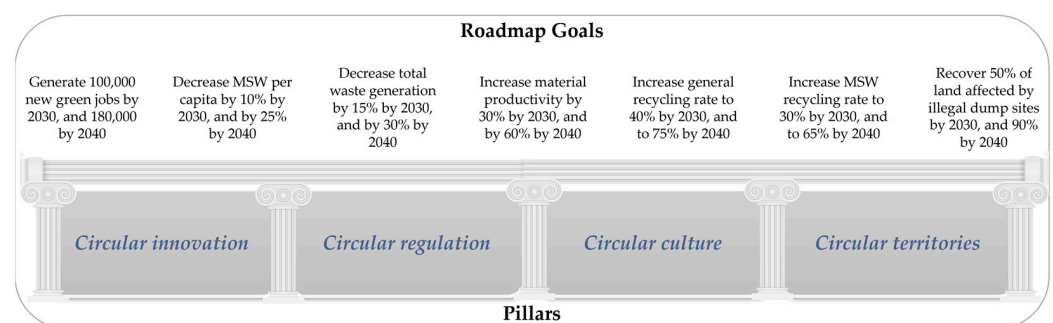 Roadmap Goals
Generate 100,000
new green jobs by
2030, and 180,000
by 2040
Decrease MSW per
capita by 10% by
2030, and by 25%
by 2040
Decrease total
waste generation
by 15% by 2030,
and by 30% by
2040
Increase material
productivity by
30% by 2030, and
by 60% by 2040
Increase general
recycling rate to
40% by 2030, and
to 75% by 2040
Increase MSW
recycling rate to
30% by 2030, and
to 65% by 2040
Recover 50% of
land affected by
illegal dump sites
by 2030, and 90%
by 2040
Circular innovation
Circular regulation
Circular culture
Circular territories
Pillars